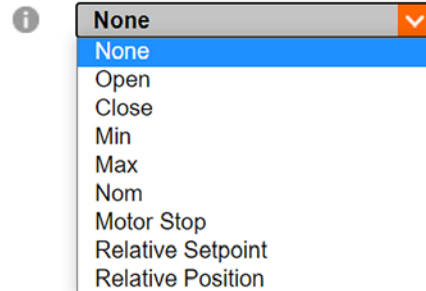 None
None
Open
Close
Min
Max
Nom
Motor Stop
Relative Setpoint
Relative Position